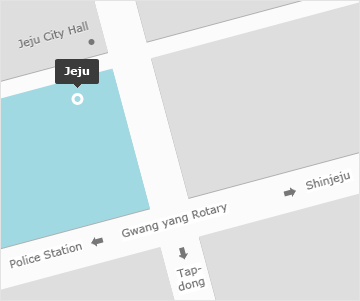 Jeju City Hall
Jeju
Shinjeju
Gwang yang Rotary
Police Station
Tap-
dong